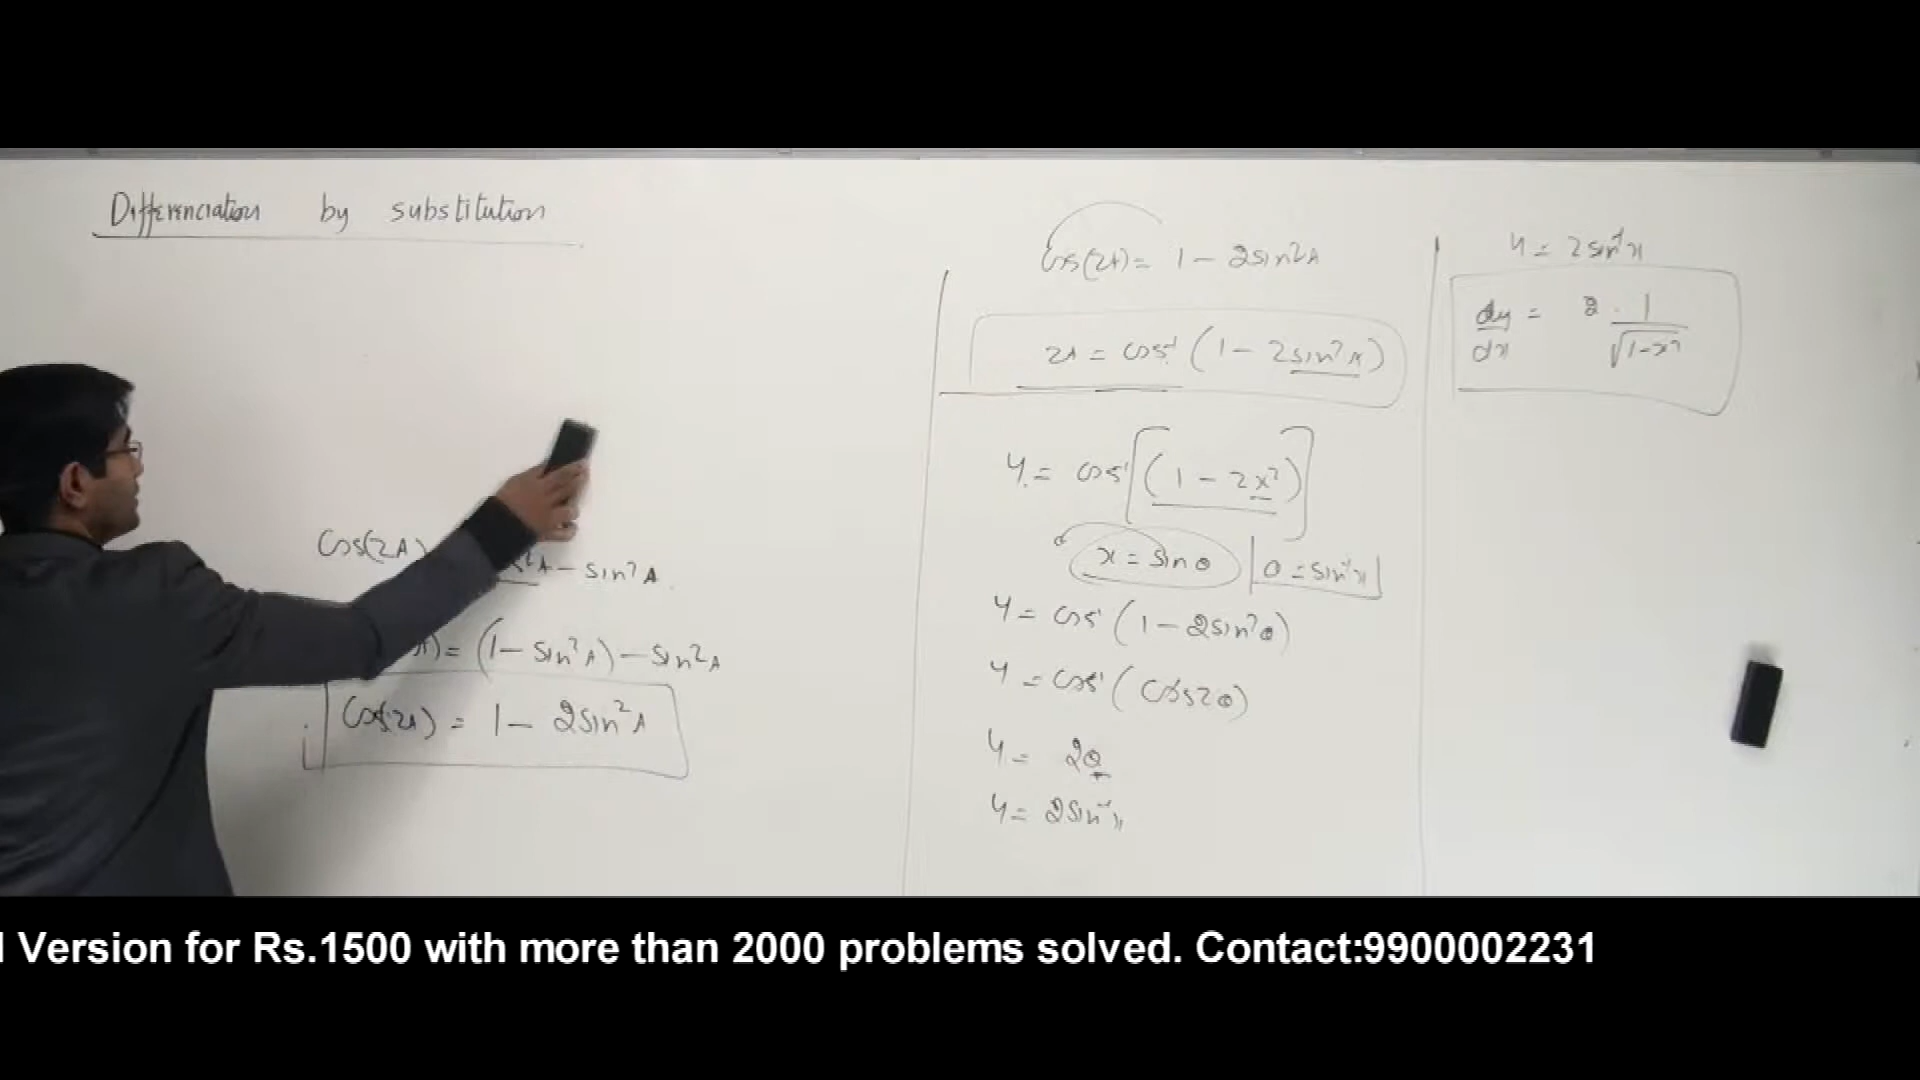 Differenciation by substitution
Cos(2A) A - sin²A
A) = (1 - sin²A) - sin²A
Cos(2A) = 1 - 2sin²A
Cos(2A) = 1 - 2sin²A
2A = cos⁻¹ (1 - 2sin²A)
y = cos⁻¹ [(1 - 2x²)]
x = sin θ | θ = sin⁻¹x
y = cos⁻¹ (1 - 2sin²θ)
y = cos⁻¹ (cos2θ)
y = 2θ
y = 2sin⁻¹x
y = 2sin⁻¹x
dy/dx = 2 · 1/√1-x²
Version for Rs.1500 with more than 2000 problems solved. Contact:9900002231